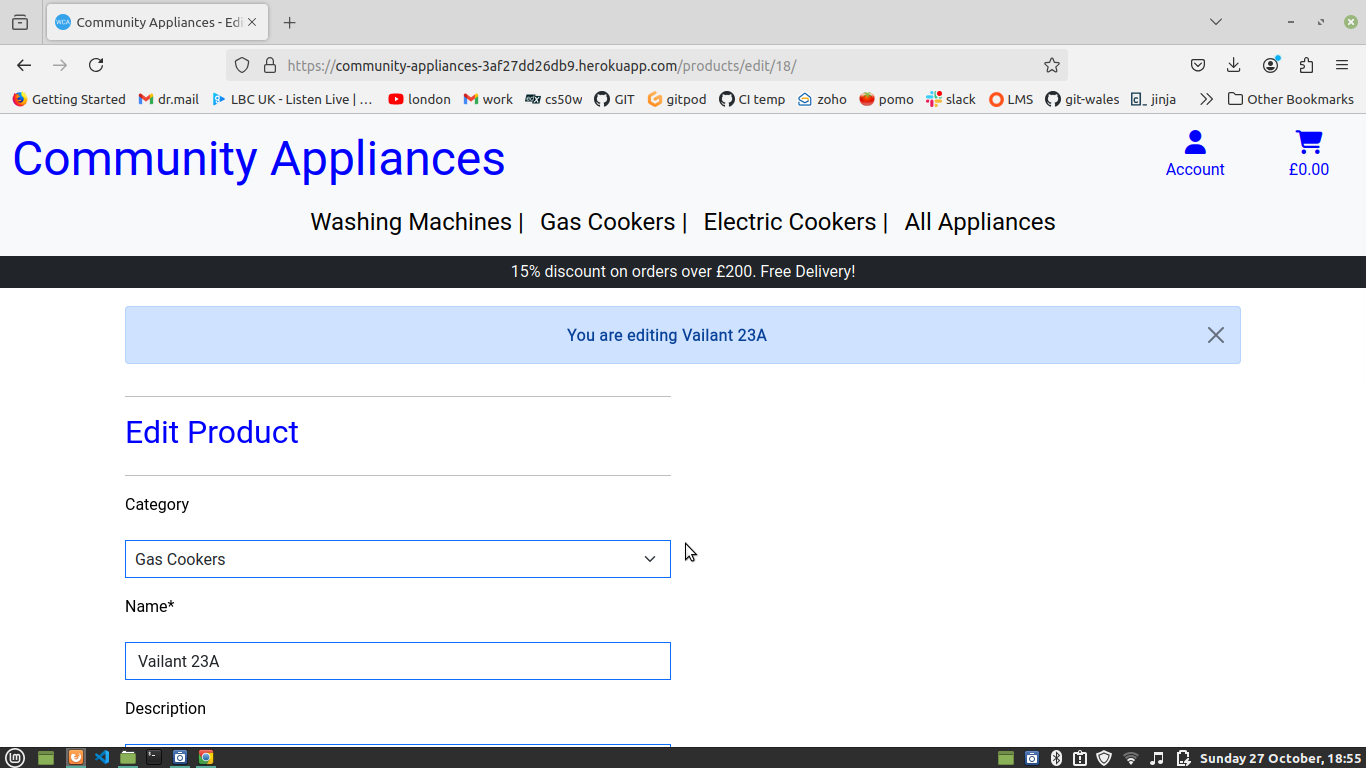 Community Appliances - Edi
https://community-appliances-3af27dd26db9.herokuapp.com/products/edit/18/
Getting Started dr.mail LBC UK - Listen Live | … london work cs50w GIT gitpod CI temp zoho pomo slack LMS git-wales jinja Other Bookmarks
Community Appliances
Account
£0.00
Washing Machines | Gas Cookers | Electric Cookers | All Appliances
15% discount on orders over £200. Free Delivery!
You are editing Vailant 23A
Edit Product
Category
Gas Cookers
Name*
Vailant 23A
Description
Sunday 27 October, 18:55